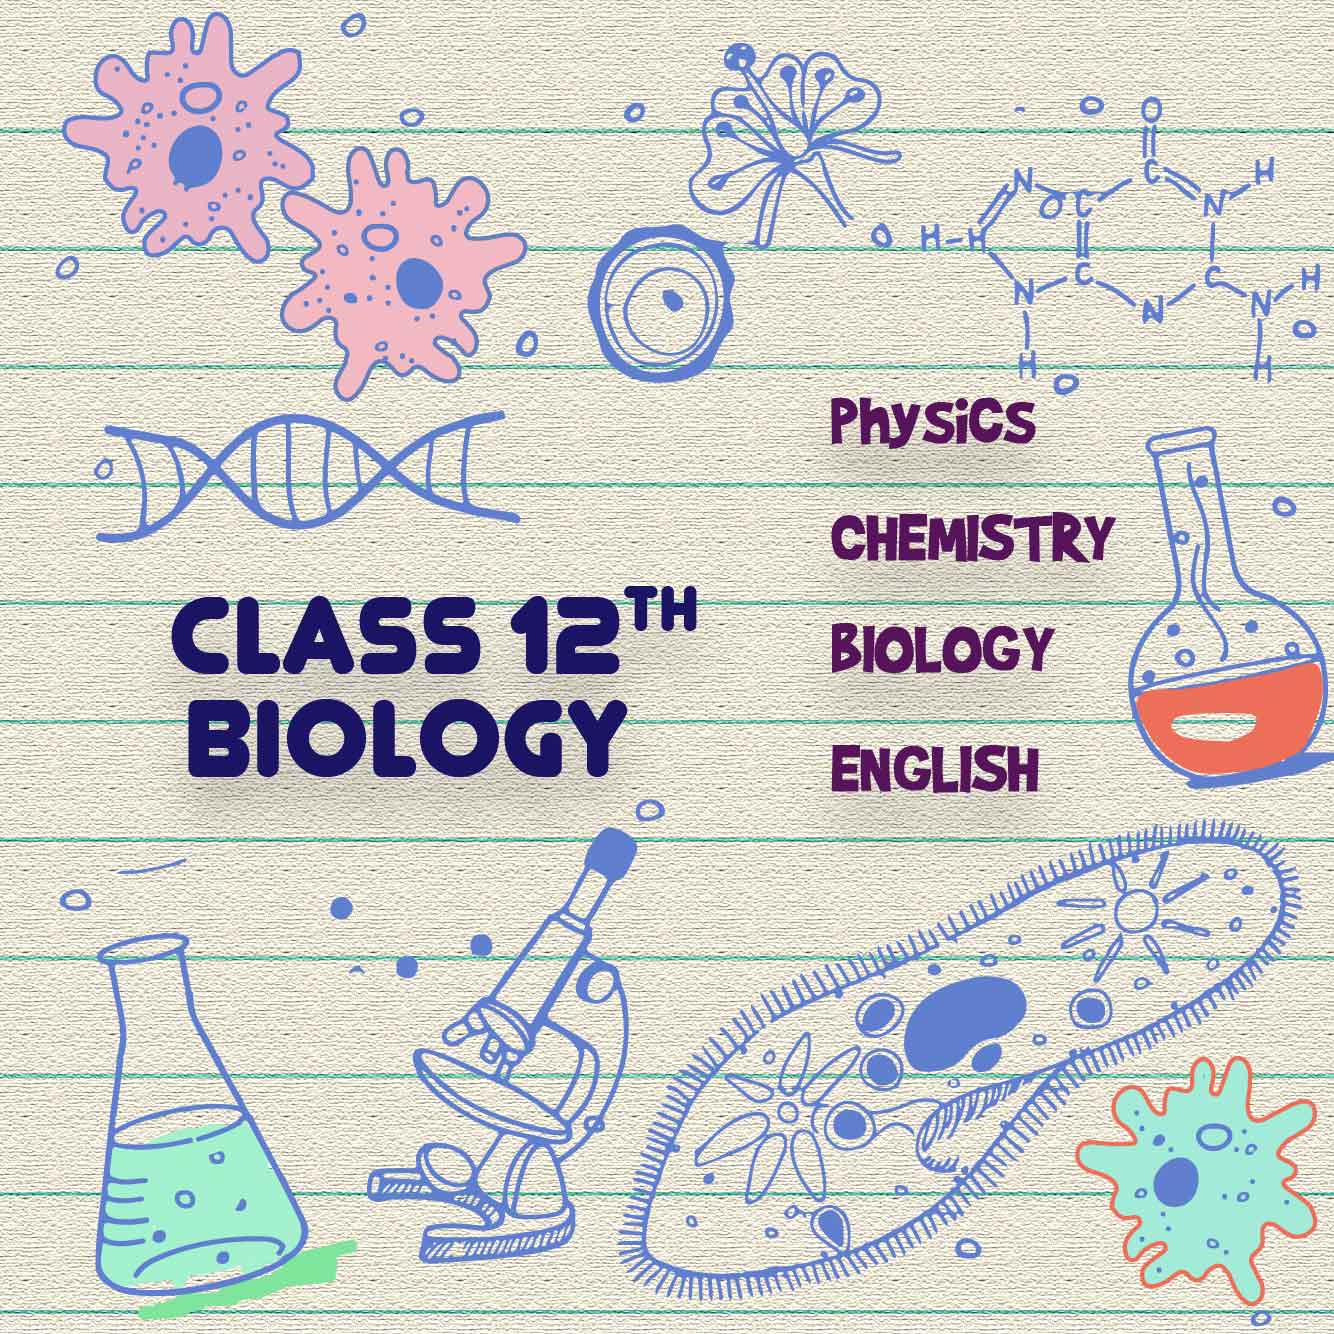 O
N C C N H
H H
N C C N H
N
H H
Physics
CHEMISTRY
BIOLOGY
ENGLISH
CLASS 12TH
BIOLOGY